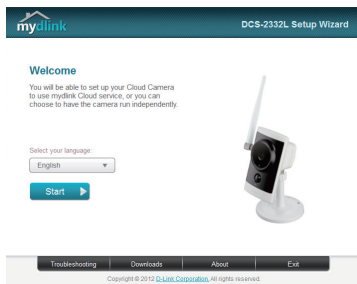 mydlink
DCS-2332L Setup Wizard
Welcome
You will be able to set up your Cloud Camera
to use mydlink Cloud service, or you can
choose to have the camera run independently.
Select your language:
English
Start
Troubleshooting Downloads About Exit
Copyright © 2012 D-Link Corporation, All rights reserved.